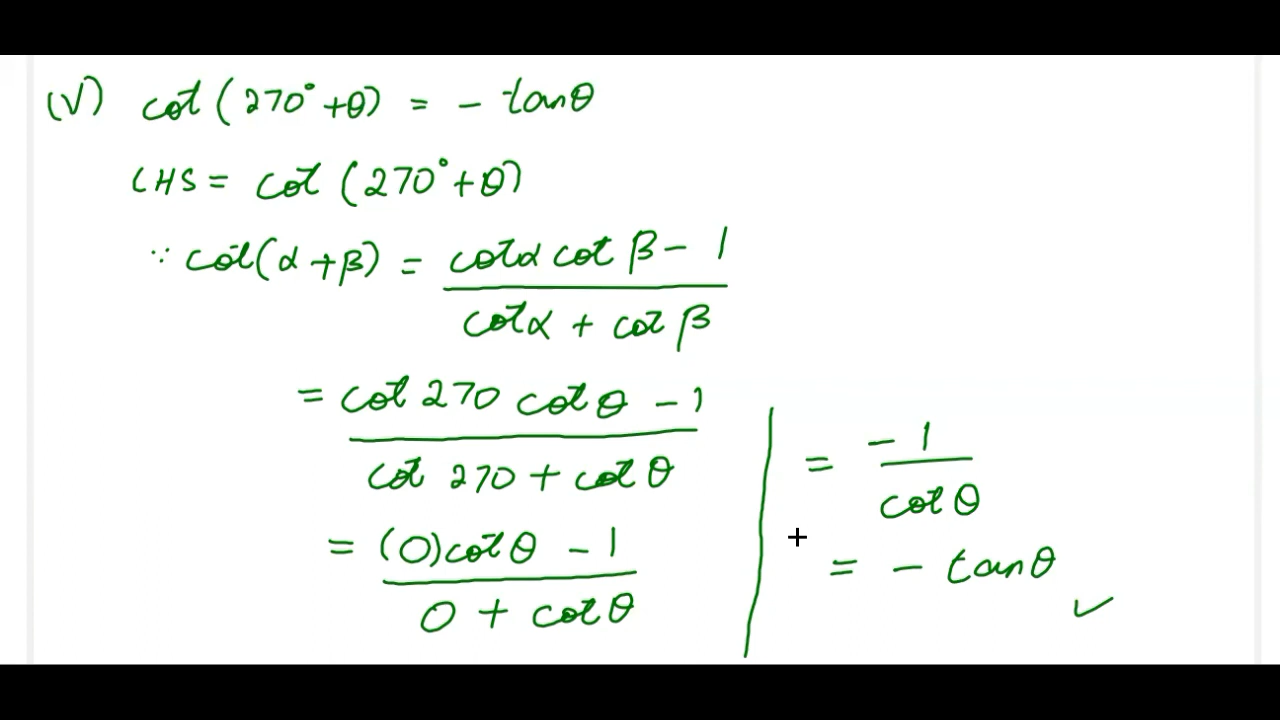 (V) cot (270° + θ) = - tanθ
LHS = cot (270° + θ)
∵ cot(α + β) = cotα cot β - 1
cotα + cot β
= cot 270 cot θ - 1
cot 270 + cot θ
= (0)cot θ - 1
0 + cot θ
= - 1
cot θ
= - tanθ ✓